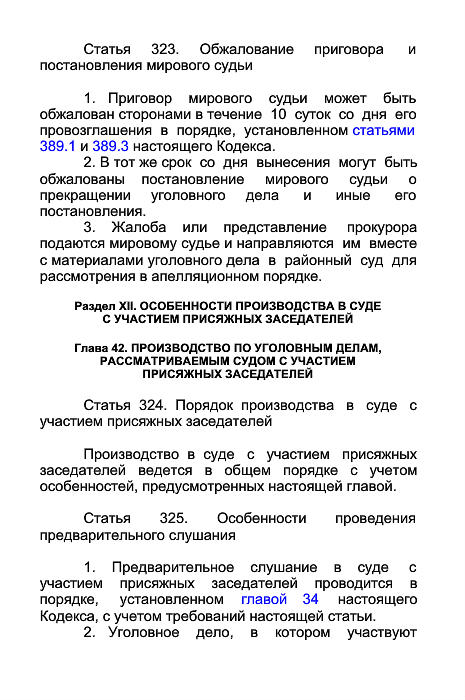 Статья 323. Обжалование приговора и
постановления мирового судьи
1. Приговор мирового судьи может быть
обжалован сторонами в течение 10 суток со дня его
провозглашения в порядке, установленном статьями
389.1 и 389.3 настоящего Кодекса.
2. В тот же срок со дня вынесения могут быть
обжалованы постановление мирового судьи о
прекращении уголовного дела и иные его
постановления.
3. Жалоба или представление прокурора
подаются мировому судье и направляются им вместе
с материалами уголовного дела в районный суд для
рассмотрения в апелляционном порядке.
Раздел XII. ОСОБЕННОСТИ ПРОИЗВОДСТВА В СУДЕ
С УЧАСТИЕМ ПРИСЯЖНЫХ ЗАСЕДАТЕЛЕЙ
Глава 42. ПРОИЗВОДСТВО ПО УГОЛОВНЫМ ДЕЛАМ,
РАССМАТРИВАЕМЫМ СУДОМ С УЧАСТИЕМ
ПРИСЯЖНЫХ ЗАСЕДАТЕЛЕЙ
Статья 324. Порядок производства в суде с
участием присяжных заседателей
Производство в суде с участием присяжных
заседателей ведется в общем порядке с учетом
особенностей, предусмотренных настоящей главой.
Статья 325. Особенности проведения
предварительного слушания
1. Предварительное слушание в суде с
участием присяжных заседателей проводится в
порядке, установленном главой 34 настоящего
Кодекса, с учетом требований настоящей статьи.
2. Уголовное дело, в котором участвуют